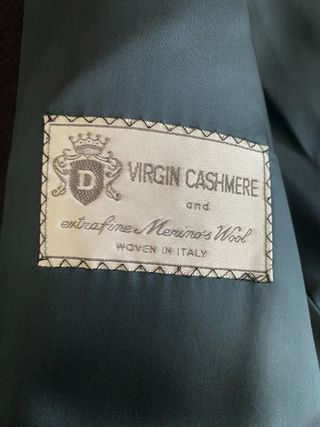 D
VIRGIN CASHMERE
and
extrafine Merino's Wool
WOVEN IN ITALY